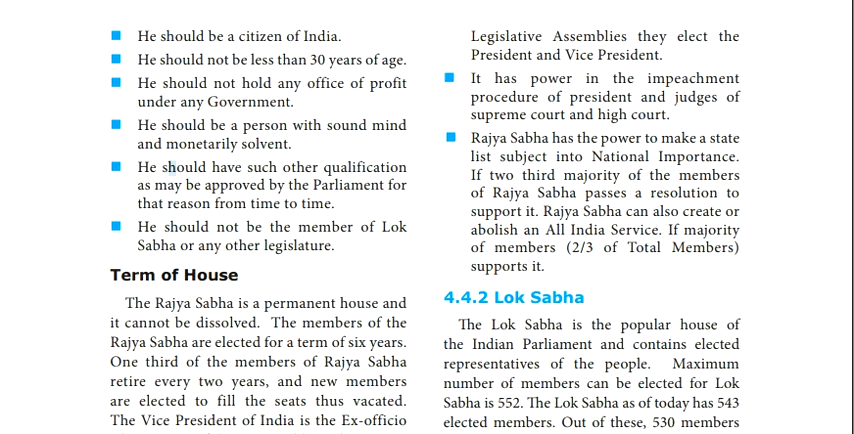 He should be a citizen of India.
He should not be less than 30 years of age.
He should not hold any office of profit
under any Government.
He should be a person with sound mind
and monetarily solvent.
He should have such other qualification
as may be approved by the Parliament for
that reason from time to time.
He should not be the member of Lok
Sabha or any other legislature.
Term of House
The Rajya Sabha is a permanent house and
it cannot be dissolved. The members of the
Rajya Sabha are elected for a term of six years.
One third of the members of Rajya Sabha
retire every two years, and new members
are elected to fill the seats thus vacated.
The Vice President of India is the Ex-officio
Legislative Assemblies they elect the
President and Vice President.
It has power in the impeachment
procedure of president and judges of
supreme court and high court.
Rajya Sabha has the power to make a state
list subject into National Importance.
If two third majority of the members
of Rajya Sabha passes a resolution to
support it. Rajya Sabha can also create or
abolish an All India Service. If majority
of members (2/3 of Total Members)
supports it.
4.4.2 Lok Sabha
The Lok Sabha is the popular house of
the Indian Parliament and contains elected
representatives of the people. Maximum
number of members can be elected for Lok
Sabha is 552. The Lok Sabha as of today has 543
elected members. Out of these, 530 members